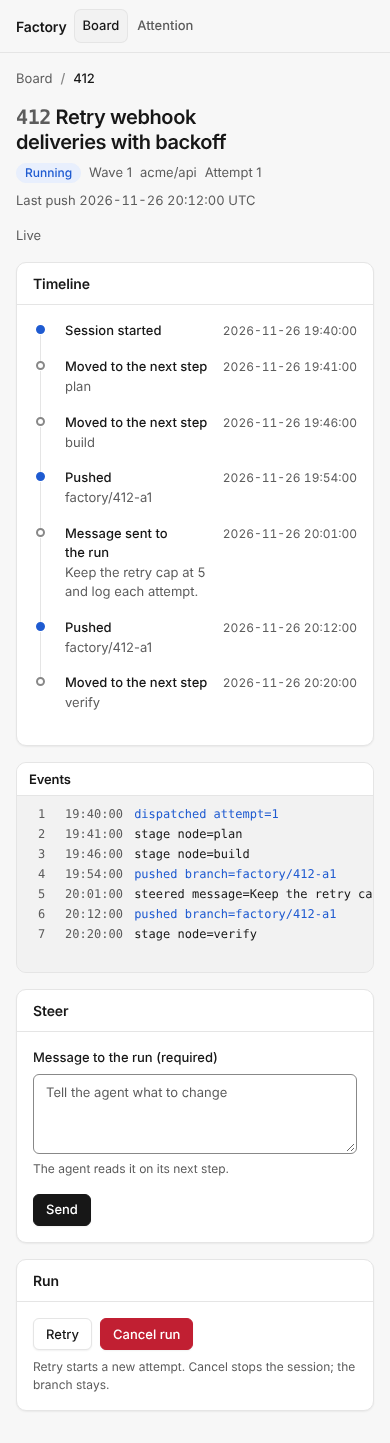 Factory Board Attention
Board / 412
412 Retry webhook
deliveries with backoff
Running Wave 1 acme/api Attempt 1
Last push 2026-11-26 20:12:00 UTC
Live
Timeline
Session started 2026-11-26 19:40:00
Moved to the next step 2026-11-26 19:41:00
plan
Moved to the next step 2026-11-26 19:46:00
build
Pushed 2026-11-26 19:54:00
factory/412-a1
Message sent to 2026-11-26 20:01:00
the run
Keep the retry cap at 5
and log each attempt.
Pushed 2026-11-26 20:12:00
factory/412-a1
Moved to the next step 2026-11-26 20:20:00
verify
Events
1 19:40:00 dispatched attempt=1
2 19:41:00 stage node=plan
3 19:46:00 stage node=build
4 19:54:00 pushed branch=factory/412-a1
5 20:01:00 steered message=Keep the retry ca
6 20:12:00 pushed branch=factory/412-a1
7 20:20:00 stage node=verify
Steer
Message to the run (required)
Tell the agent what to change
The agent reads it on its next step.
Send
Run
Retry Cancel run
Retry starts a new attempt. Cancel stops the session; the
branch stays.